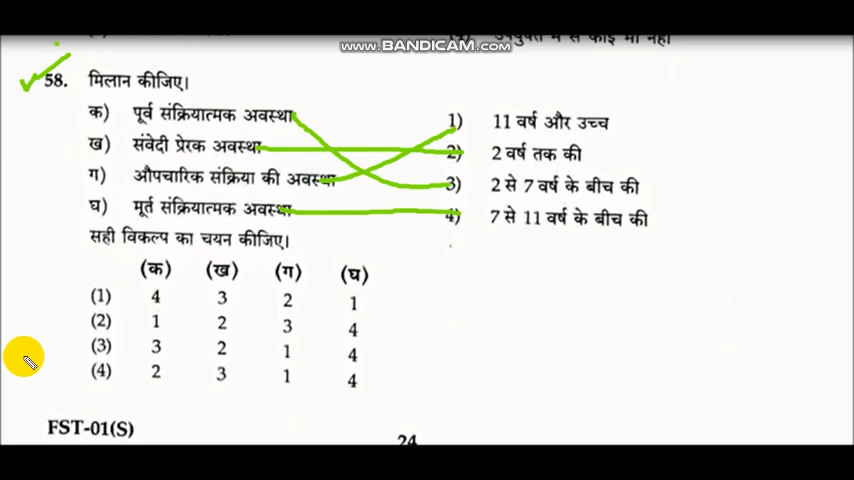 www.BANDICAM.com
58. मिलान कीजिए।
क) पूर्व संक्रियात्मक अवस्था 1) 11 वर्ष और उच्च
ख) संवेदी प्रेरक अवस्था 2) 2 वर्ष तक की
ग) औपचारिक संक्रिया की अवस्था 3) 2 से 7 वर्ष के बीच की
घ) मूर्त संक्रियात्मक अवस्था 4) 7 से 11 वर्ष के बीच की
सही विकल्प का चयन कीजिए।
(क) (ख) (ग) (घ)
(1) 4 3 2 1
(2) 1 2 3 4
(3) 3 2 1 4
(4) 2 3 1 4
FST-01(S) 24